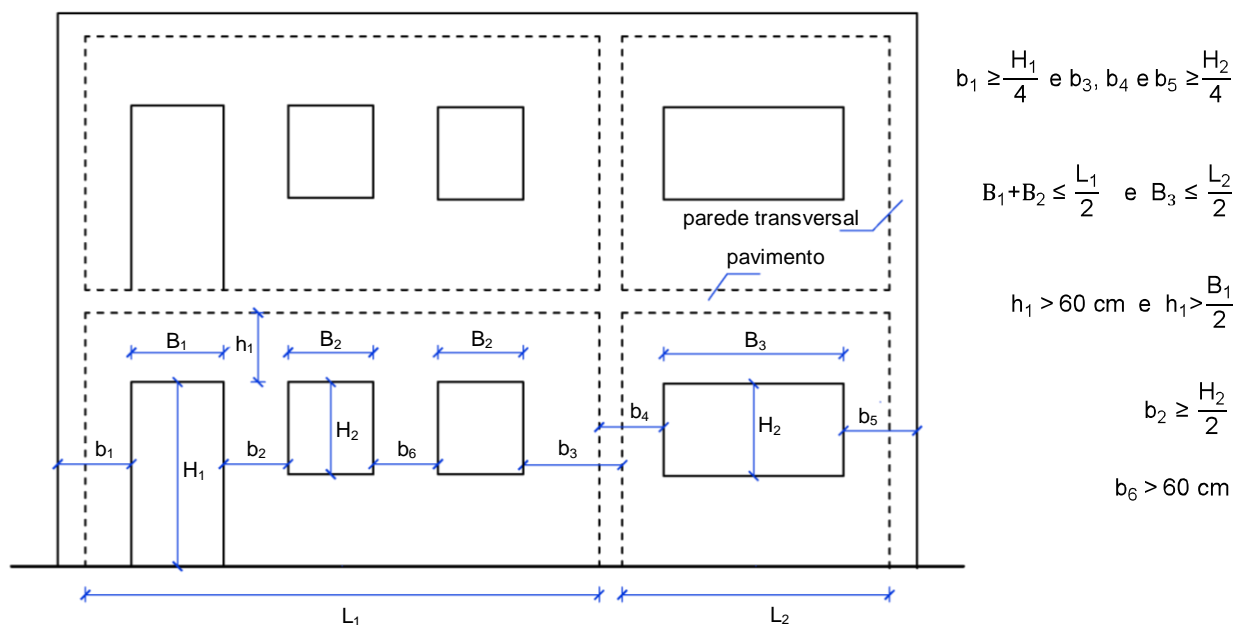 parede transversal
pavimento
B₁
h₁
B₂
B₂
B₃
b₁
H₁
b₂
H₂
b₆
b₃
b₄
H₂
b₅
L₁
L₂
b₁ ≥ H₁/4 e b₃, b₄ e b₅ ≥ H₂/4
B₁+B₂ ≤ L₁/2 e B₃ ≤ L₂/2
h₁ > 60 cm e h₁> B₁/2
b₂ ≥ H₂/2
b₆ > 60 cm